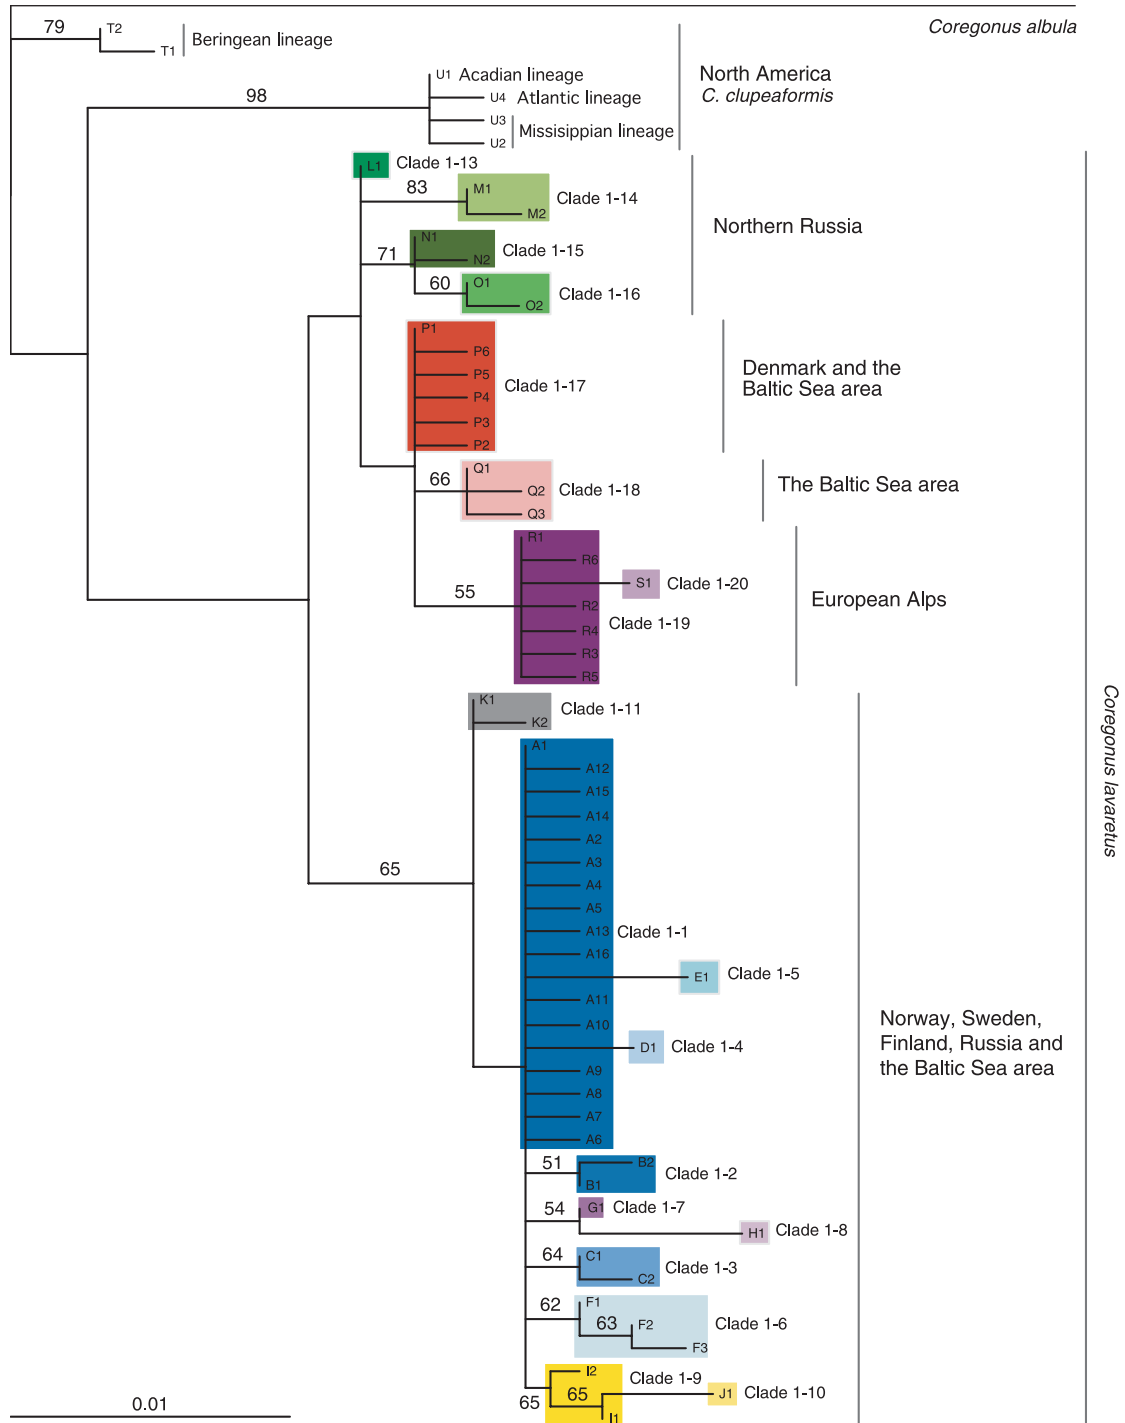 Coregonus albula
79
T2
T1
Beringean lineage
98
U1 Acadian lineage
U4 Atlantic lineage
U3
Missisippian lineage
U2
North America
C. clupeaformis
L1
Clade 1-13
83
M1
M2
Clade 1-14
71
N1
N2
Clade 1-15
60
O1
O2
Clade 1-16
Northern Russia
P1
P6
P5
P4
P3
P2
Clade 1-17
Denmark and the
Baltic Sea area
66
Q1
Q2
Q3
Clade 1-18
The Baltic Sea area
55
R1
R6
S1
Clade 1-20
R2
R4
Clade 1-19
R3
R5
European Alps
Coregonus lavaretus
65
K1
K2
Clade 1-11
A1
A12
A15
A14
A2
A3
A4
A5
A13
Clade 1-1
A16
E1
Clade 1-5
A11
A10
D1
Clade 1-4
A9
A8
A7
A6
Norway, Sweden,
Finland, Russia and
the Baltic Sea area
51
B2
B1
Clade 1-2
54
G1
Clade 1-7
H1
Clade 1-8
64
C1
C2
Clade 1-3
62
F1
63
F2
F3
Clade 1-6
65
I2
Clade 1-9
65
J1
Clade 1-10
I1
0.01